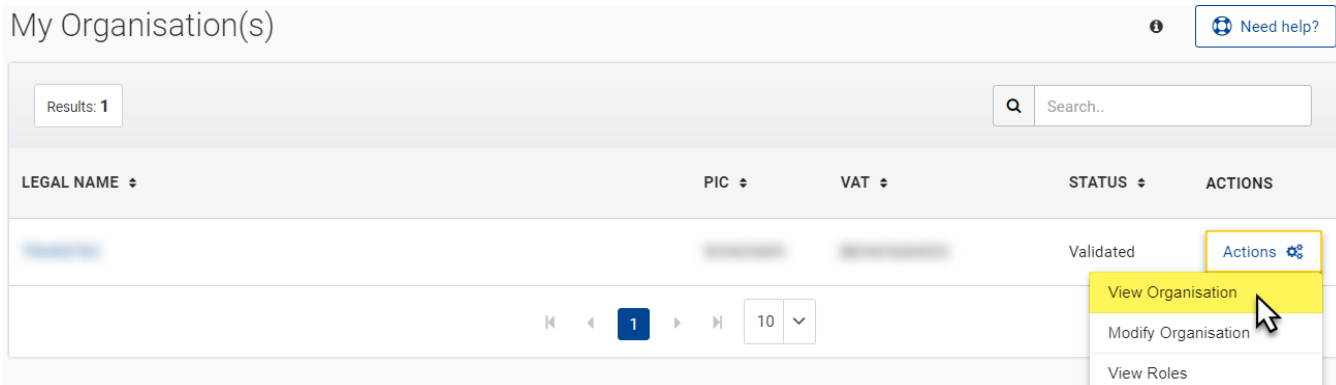 My Organisation(s)
Need help?
Results: 1
Search..
LEGAL NAME PIC VAT STATUS ACTIONS
Validated Actions
View Organisation
1 10
Modify Organisation
View Roles